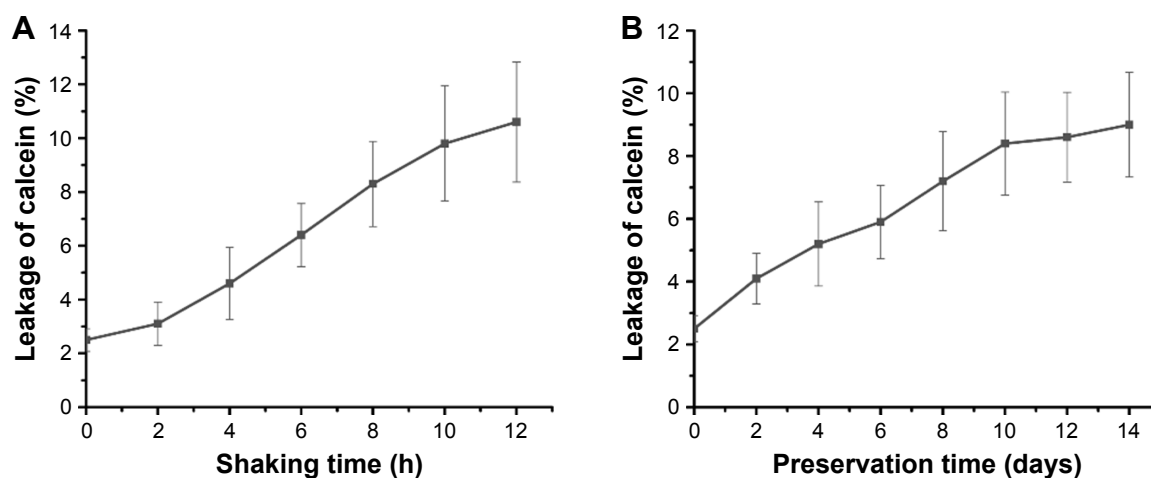 A
Leakage of calcein (%)
14
12
10
8
6
4
2
0
0 2 4 6 8 10 12
Shaking time (h)
B
Leakage of calcein (%)
12
10
8
6
4
2
0
0 2 4 6 8 10 12 14
Preservation time (days)